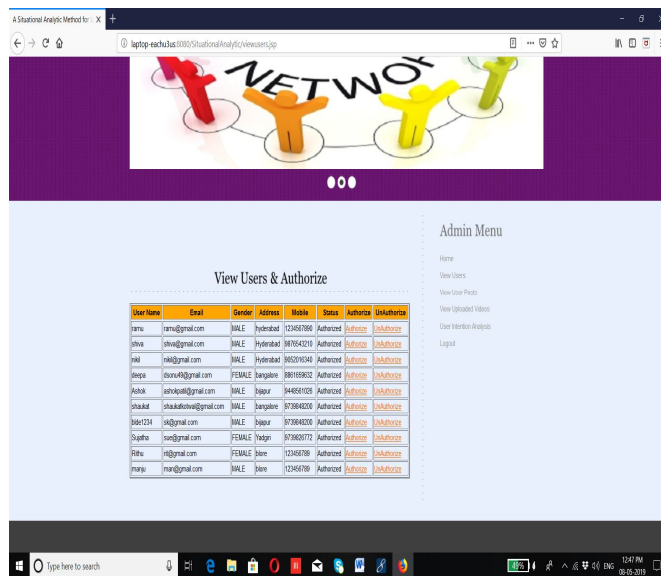 A Situational Analytic Method for
laptop-eachu3us:8080/SituationalAnalytic/viewusers.jsp
NETWO
Admin Menu
Home
View Users
View User Posts
View Uploaded Videos
User Intention Analysis
Logout
View Users & Authorize
User Name Email Gender Address Mobile Status Authorize UnAuthorize
ramu ramu@gmail.com MALE hyderabad 1234567890 Authorized Authorize UnAuthorize
shiva shiva@gmail.com MALE Hyderabad 9876543210 Authorized Authorize UnAuthorize
MALE Hyderabad 9052016340 Authorized Authorize UnAuthorize
deepa dsonu49@gmail.com FEMALE bangalore 8861659632 Authorized Authorize UnAuthorize
Ashok ashokpatil@gmail.com MALE bijapur 9448561026 Authorized Authorize UnAuthorize
shaukat shaukatkotwal@gmail.com MALE bangalore 9739848200 Authorized Authorize UnAuthorize
bide1234 sk@gmail.com MALE bijapur 9739848200 Authorized Authorize UnAuthorize
Sujatha sue@gmail.com FEMALE Yadgiri 9739826772 Authorized Authorize UnAuthorize
Rithu rit@gmail.com FEMALE blore 123456789 Authorized Authorize UnAuthorize
manju man@gmail.com MALE blore 123456789 Authorized Authorize UnAuthorize
Type here to search
49%
ENG
12:47 PM
06-05-2019